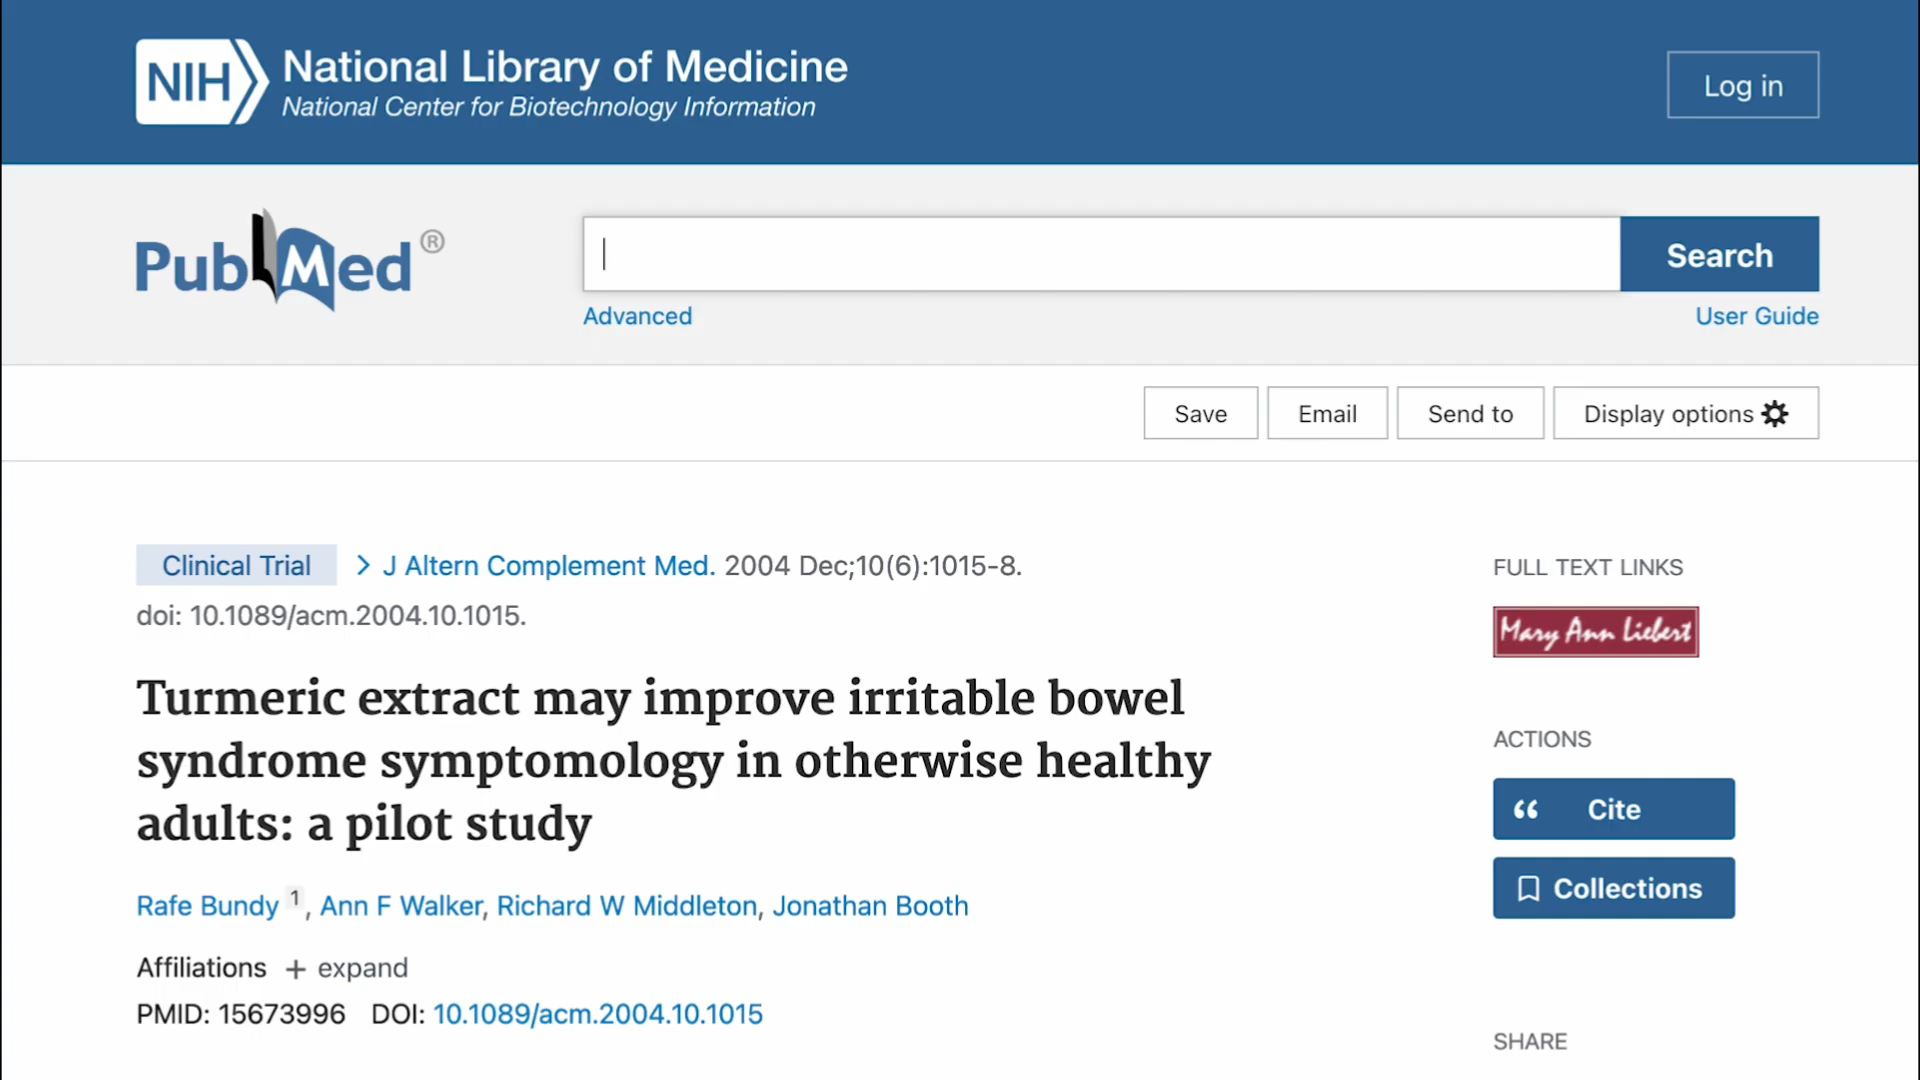 NIH National Library of Medicine
National Center for Biotechnology Information
Log in
PubMed®
Search
Advanced
User Guide
Save
Email
Send to
Display options
Clinical Trial > J Altern Complement Med. 2004 Dec;10(6):1015-8.
doi: 10.1089/acm.2004.10.1015.
Turmeric extract may improve irritable bowel
syndrome symptomology in otherwise healthy
adults: a pilot study
Rafe Bundy 1, Ann F Walker, Richard W Middleton, Jonathan Booth
Affiliations + expand
PMID: 15673996 DOI: 10.1089/acm.2004.10.1015
FULL TEXT LINKS
Mary Ann Liebert
ACTIONS
Cite
Collections
SHARE